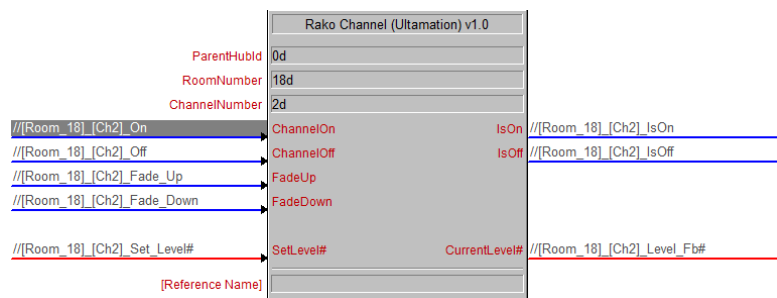 Rako Channel (Ultamation) v1.0
ParentHubId 0d
RoomNumber 18d
ChannelNumber 2d
//[Room_18]_[Ch2]_On ChannelOn IsOn //[Room_18]_[Ch2]_IsOn
//[Room_18]_[Ch2]_Off ChannelOff IsOff //[Room_18]_[Ch2]_IsOff
//[Room_18]_[Ch2]_Fade_Up FadeUp
//[Room_18]_[Ch2]_Fade_Down FadeDown
//[Room_18]_[Ch2]_Set_Level# SetLevel# CurrentLevel# //[Room_18]_[Ch2]_Level_Fb#
[Reference Name]